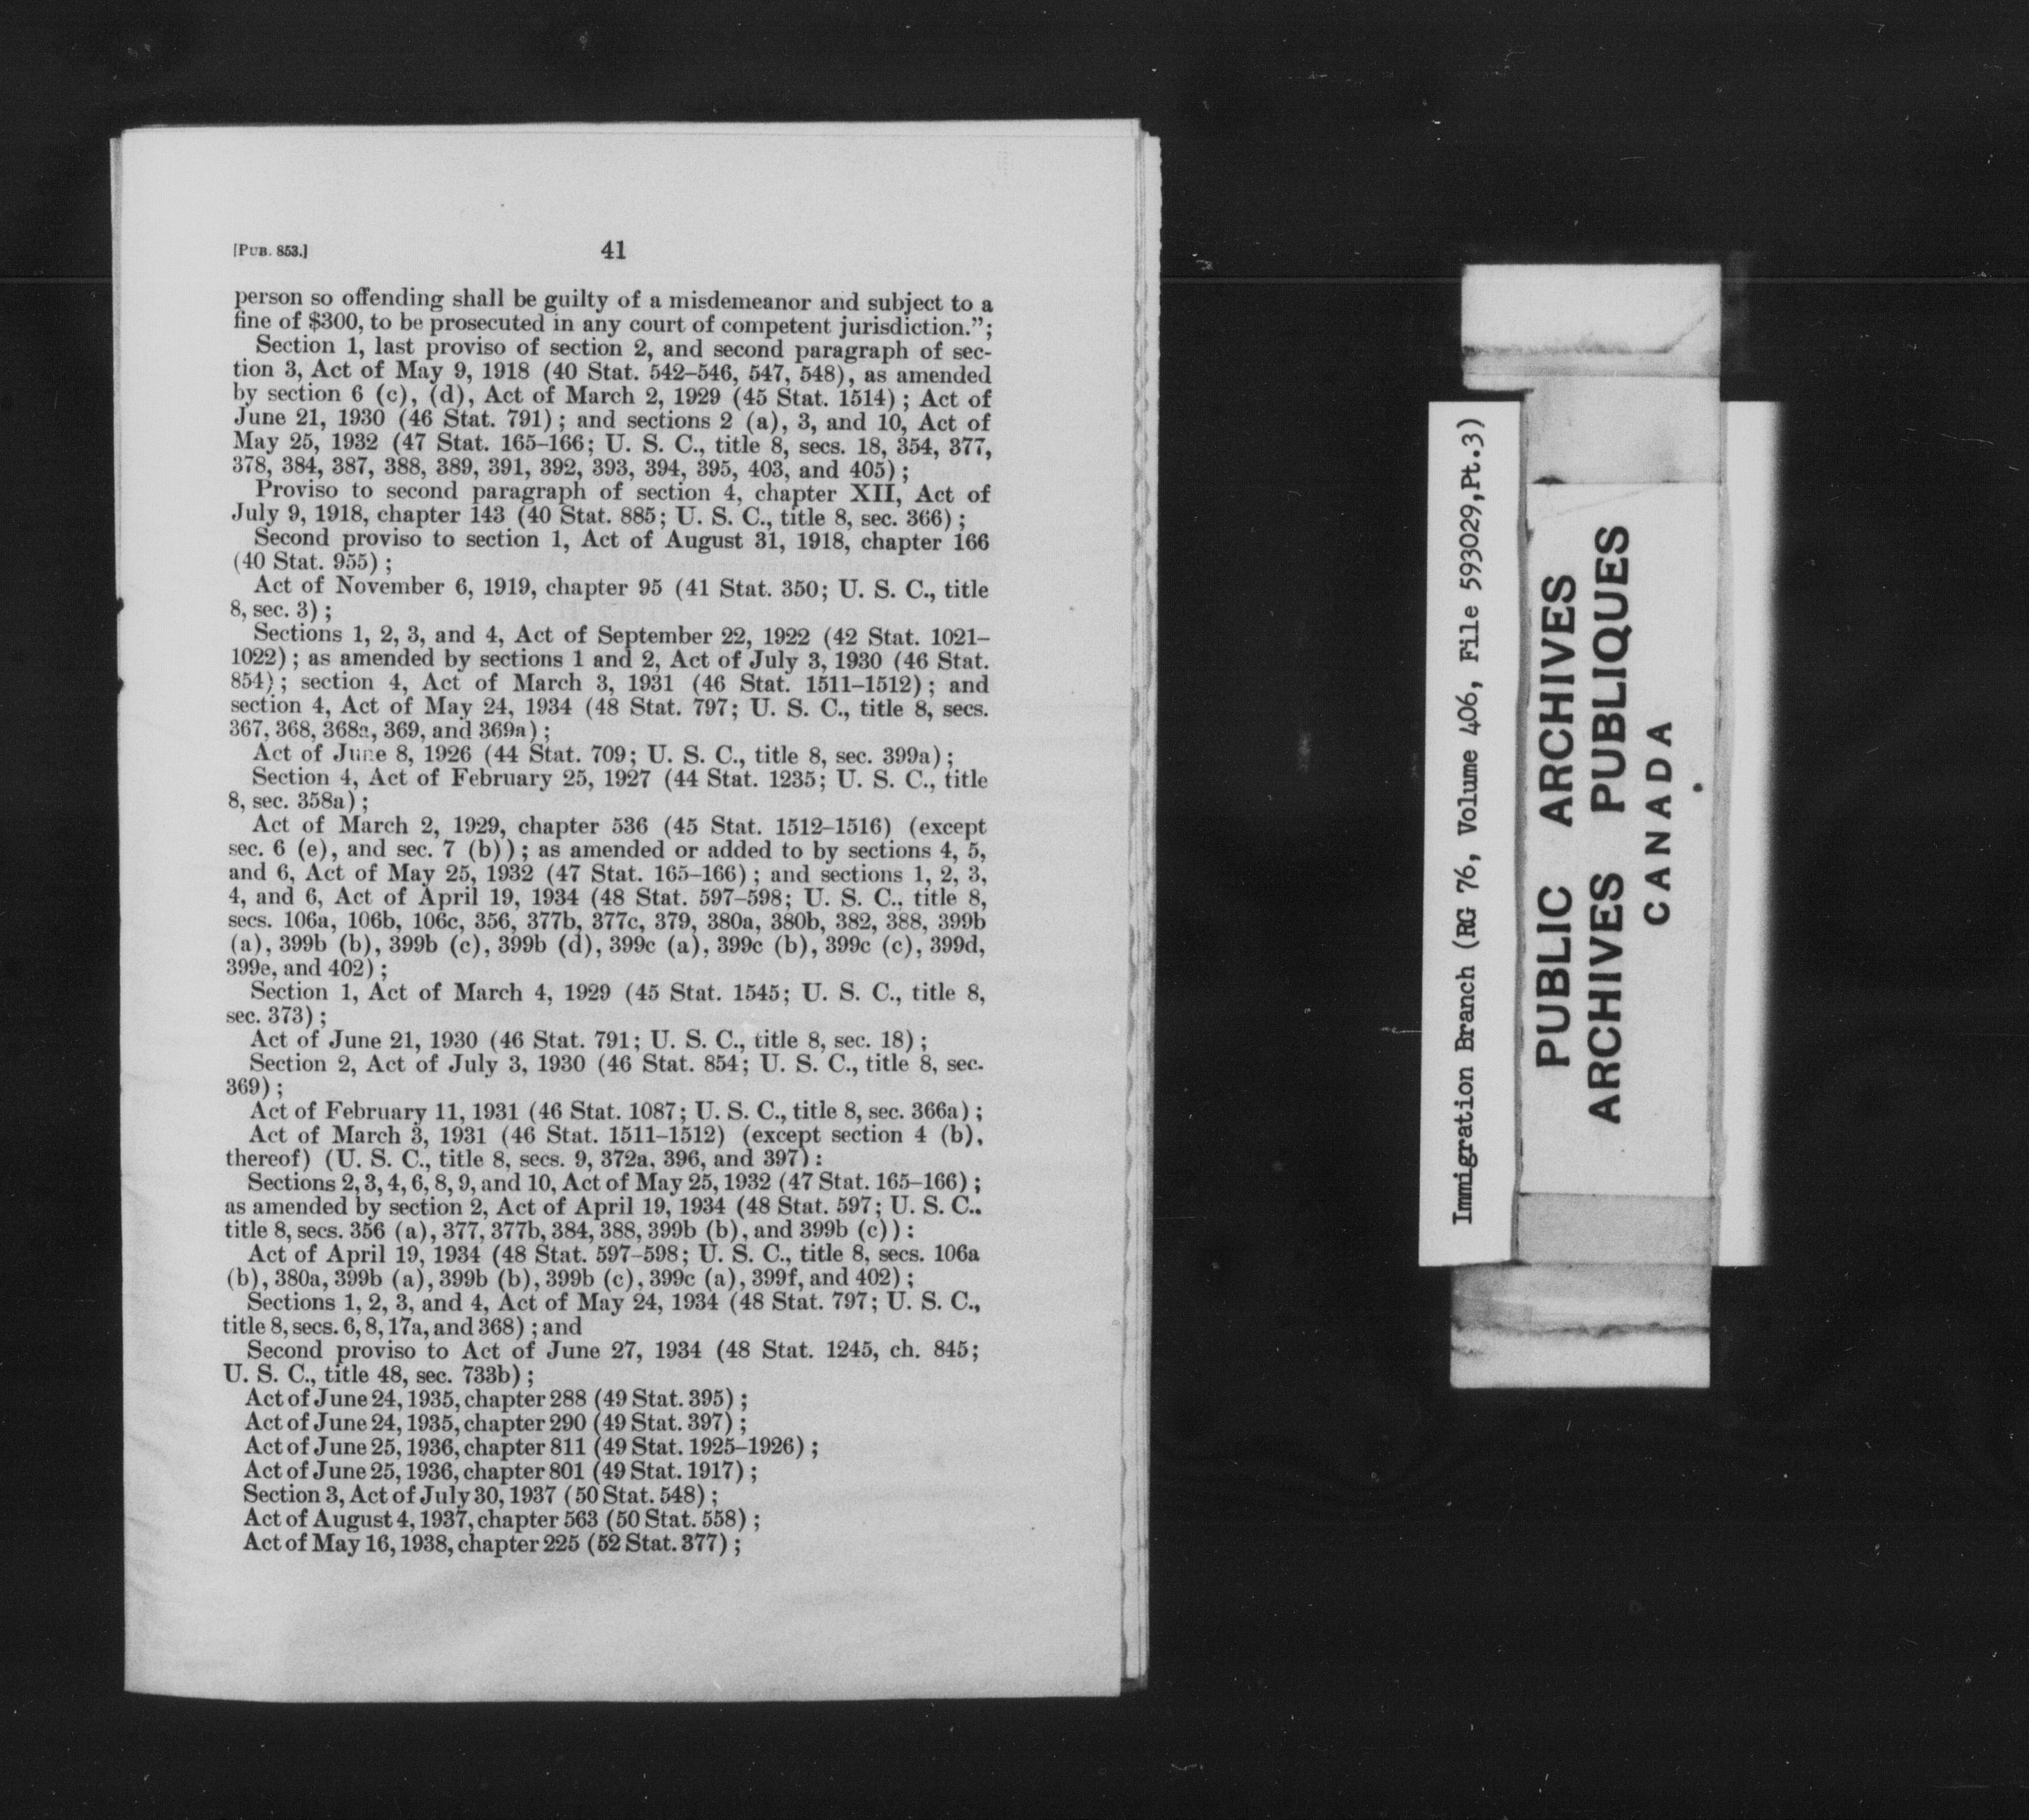 [PUB. 853.]
41
person so offending shall be guilty of a misdemeanor and subject to a
fine of $300, to be prosecuted in any court of competent jurisdiction.”;
Section 1, last proviso of section 2, and second paragraph of sec-
tion 3, Act of May 9, 1918 (40 Stat. 542–546, 547, 548), as amended
by section 6 (c), (d), Act of March 2, 1929 (45 Stat. 1514); Act of
June 21, 1930 (46 Stat. 791); and sections 2 (a), 3, and 10, Act of
May 25, 1932 (47 Stat. 165–166; U. S. C., title 8, secs. 18, 354, 377,
378, 384, 387, 388, 389, 391, 392, 393, 394, 395, 403, and 405);
Proviso to second paragraph of section 4, chapter XII, Act of
July 9, 1918, chapter 143 (40 Stat. 885; U. S. C., title 8, sec. 366);
Second proviso to section 1, Act of August 31, 1918, chapter 166
(40 Stat. 955);
Act of November 6, 1919, chapter 95 (41 Stat. 350; U. S. C., title
8, sec. 3);
Sections 1, 2, 3, and 4, Act of September 22, 1922 (42 Stat. 1021–
1022); as amended by sections 1 and 2, Act of July 3, 1930 (46 Stat.
854); section 4, Act of March 3, 1931 (46 Stat. 1511–1512); and
section 4, Act of May 24, 1934 (48 Stat. 797; U. S. C., title 8, secs.
367, 368, 368a, 369, and 369a);
Act of June 8, 1926 (44 Stat. 709; U. S. C., title 8, sec. 399a);
Section 4, Act of February 25, 1927 (44 Stat. 1235; U. S. C., title
8, sec. 358a);
Act of March 2, 1929, chapter 536 (45 Stat. 1512–1516) (except
sec. 6 (e), and sec. 7 (b)); as amended or added to by sections 4, 5,
and 6, Act of May 25, 1932 (47 Stat. 165–166); and sections 1, 2, 3,
4, and 6, Act of April 19, 1934 (48 Stat. 597–598; U. S. C., title 8,
secs. 106a, 106b, 106c, 356, 377b, 377c, 379, 380a, 380b, 382, 388, 399b
(a), 399b (b), 399b (c), 399b (d), 399c (a), 399c (b), 399c (c), 399d,
399e, and 402);
Section 1, Act of March 4, 1929 (45 Stat. 1545; U. S. C., title 8,
sec. 373);
Act of June 21, 1930 (46 Stat. 791; U. S. C., title 8, sec. 18);
Section 2, Act of July 3, 1930 (46 Stat. 854; U. S. C., title 8, sec.
369);
Act of February 11, 1931 (46 Stat. 1087; U. S. C., title 8, sec. 366a);
Act of March 3, 1931 (46 Stat. 1511–1512) (except section 4 (b),
thereof) (U. S. C., title 8, secs. 9, 372a, 396, and 397):
Sections 2, 3, 4, 6, 8, 9, and 10, Act of May 25, 1932 (47 Stat. 165–166);
as amended by section 2, Act of April 19, 1934 (48 Stat. 597; U. S. C.,
title 8, secs. 356 (a), 377, 377b, 384, 388, 399b (b), and 399b (c)):
Act of April 19, 1934 (48 Stat. 597–598; U. S. C., title 8, secs. 106a
(b), 380a, 399b (a), 399b (b), 399b (c), 399c (a), 399f, and 402);
Sections 1, 2, 3, and 4, Act of May 24, 1934 (48 Stat. 797; U. S. C.,
title 8, secs. 6, 8, 17a, and 368); and
Second proviso to Act of June 27, 1934 (48 Stat. 1245, ch. 845;
U. S. C., title 48, sec. 733b);
Act of June 24, 1935, chapter 288 (49 Stat. 395);
Act of June 24, 1935, chapter 290 (49 Stat. 397);
Act of June 25, 1936, chapter 811 (49 Stat. 1925–1926);
Act of June 25, 1936, chapter 801 (49 Stat. 1917);
Section 3, Act of July 30, 1937 (50 Stat. 548);
Act of August 4, 1937, chapter 563 (50 Stat. 558);
Act of May 16, 1938, chapter 225 (52 Stat. 377);
Immigration Branch (RG 76, Volume 406, File 593029,Pt.3)
PUBLIC ARCHIVES
ARCHIVES PUBLIQUES
CANADA